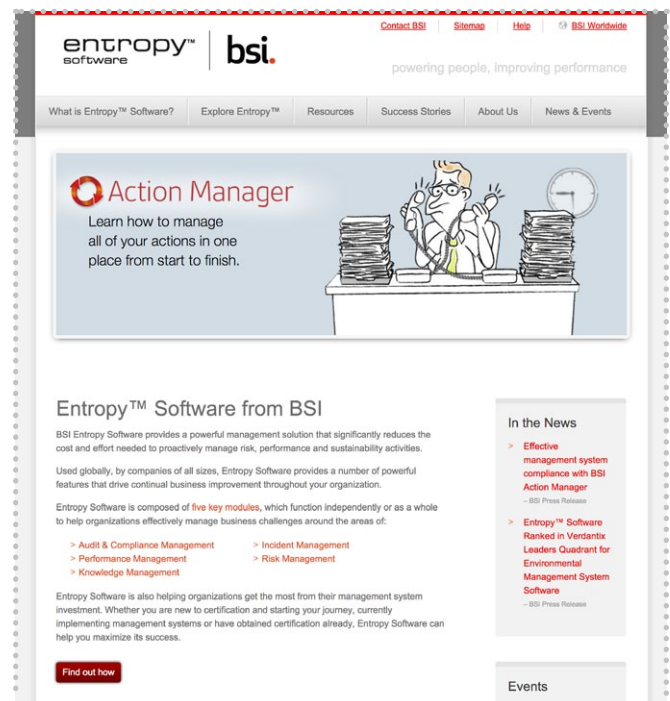 Contact BSI
Sitemap
Help
BSI Worldwide
entropy™
software
bsi.
powering people, improving performance
What is Entropy™ Software?
Explore Entropy™
Resources
Success Stories
About Us
News & Events
Action Manager
Learn how to manage
all of your actions in one
place from start to finish.
Entropy™ Software from BSI
BSI Entropy Software provides a powerful management solution that significantly reduces the
cost and effort needed to proactively manage risk, performance and sustainability activities.
Used globally, by companies of all sizes, Entropy Software provides a number of powerful
features that drive continual business improvement throughout your organization.
Entropy Software is composed of five key modules, which function independently or as a whole
to help organizations effectively manage business challenges around the areas of:
> Audit & Compliance Management
> Performance Management
> Knowledge Management
> Incident Management
> Risk Management
Entropy Software is also helping organizations get the most from their management system
investment. Whether you are new to certification and starting your journey, currently
implementing management systems or have obtained certification already, Entropy Software can
help you maximize its success.
Find out how
In the News
> Effective
management system
compliance with BSI
Action Manager
– BSI Press Release
> Entropy™ Software
Ranked in Verdantix
Leaders Quadrant for
Environmental
Management System
Software
– BSI Press Release
Events